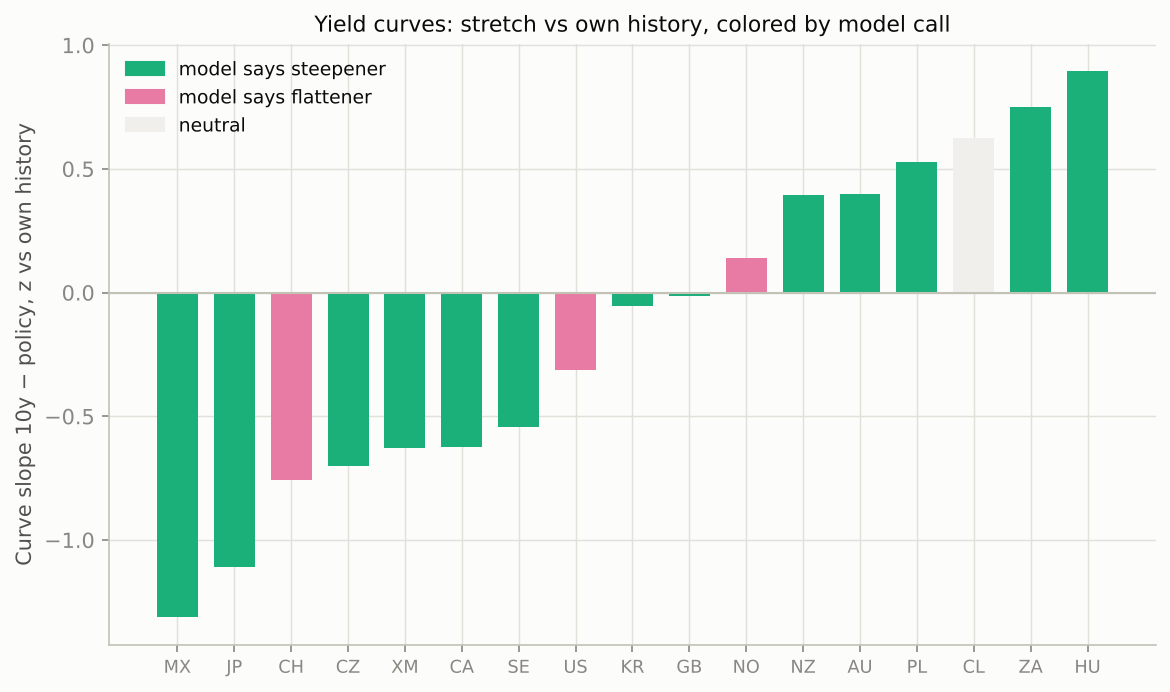 Yield curves: stretch vs own history, colored by model call
model says steepener
model says flattener
neutral
Curve slope 10y − policy, z vs own history
1.0
0.5
0.0
−0.5
−1.0
MX JP CH CZ XM CA SE US KR GB NO NZ AU PL CL ZA HU